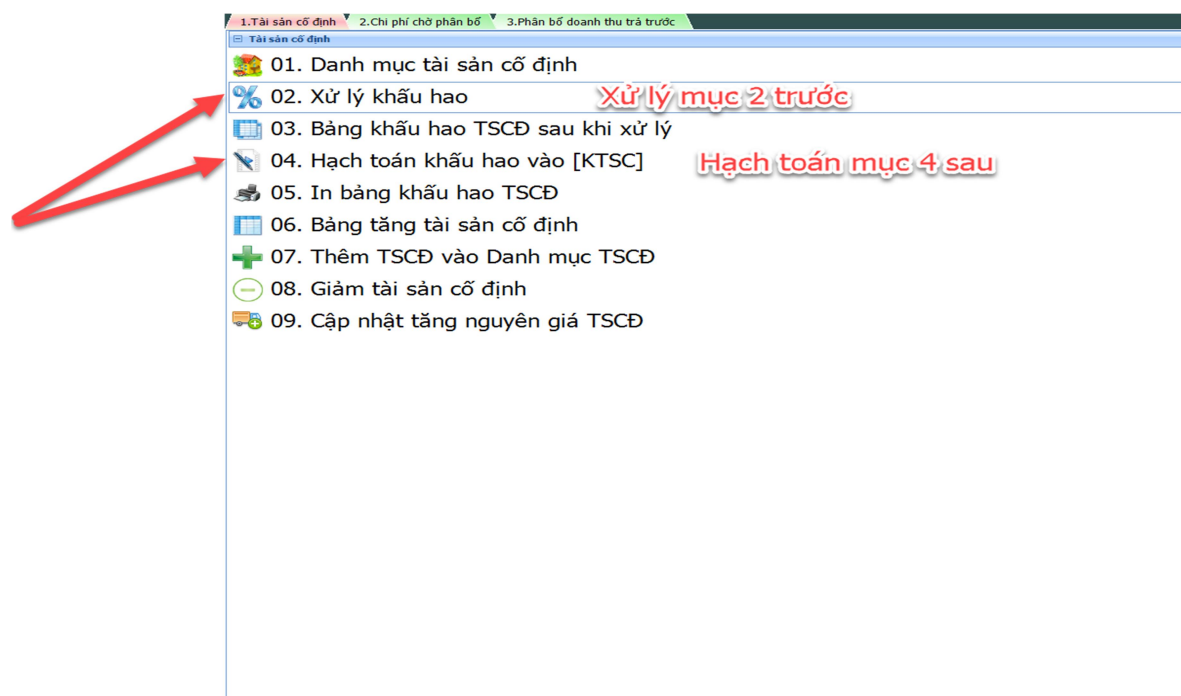 1.Tài sản cố định 2.Chi phí chờ phân bổ 3.Phân bổ doanh thu trả trước
Tài sản cố định
01. Danh mục tài sản cố định
02. Xử lý khấu hao Xử lý mục 2 trước
03. Bảng khấu hao TSCĐ sau khi xử lý
04. Hạch toán khấu hao vào [KTSC] Hạch toán mục 4 sau
05. In bảng khấu hao TSCĐ
06. Bảng tăng tài sản cố định
07. Thêm TSCĐ vào Danh mục TSCĐ
08. Giảm tài sản cố định
09. Cập nhật tăng nguyên giá TSCĐ